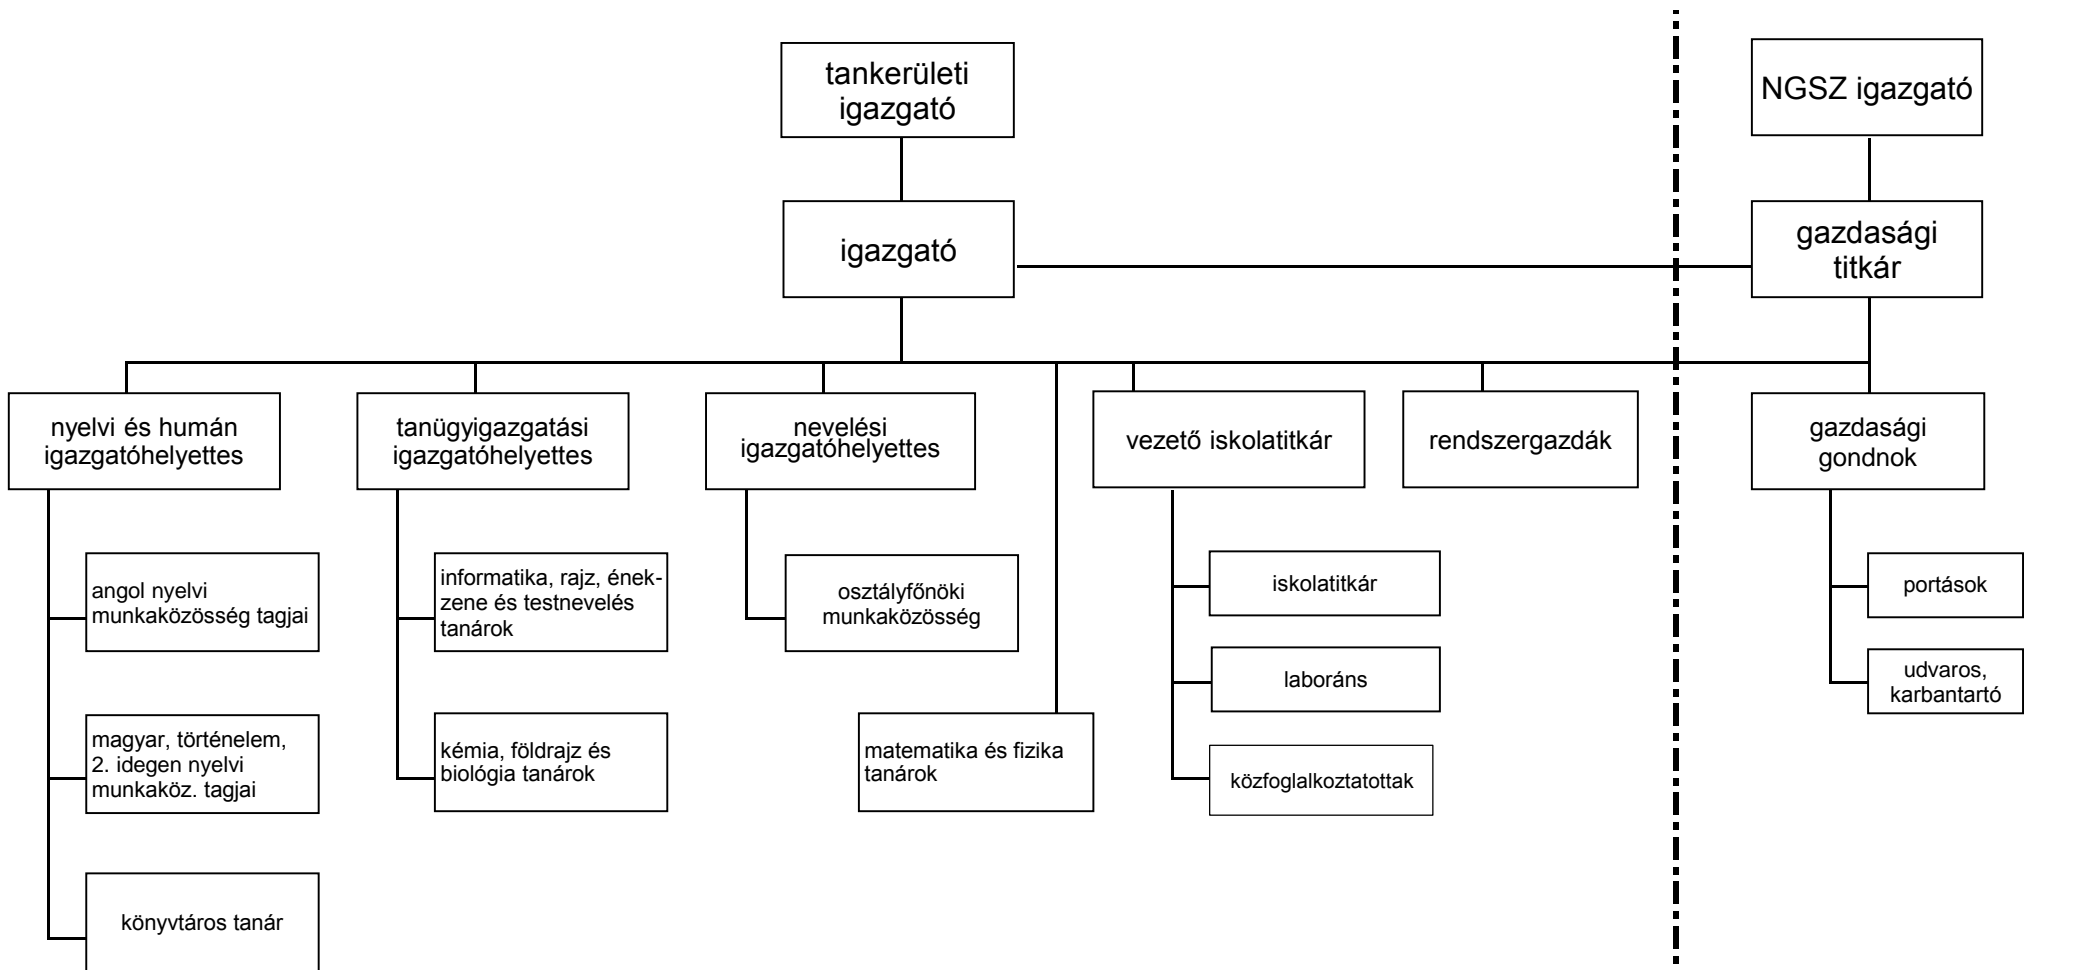 tankerületi
igazgató
NGSZ igazgató
igazgató
gazdasági
titkár
nyelvi és humán
igazgatóhelyettes
tanügyigazgatási
igazgatóhelyettes
nevelési
igazgatóhelyettes
vezető iskolatitkár
rendszergazdák
gazdasági
gondnok
angol nyelvi
munkaközösség tagjai
informatika, rajz, ének-
zene és testnevelés
tanárok
osztályfőnöki
munkaközösség
iskolatitkár
portások
laboráns
udvaros,
karbantartó
magyar, történelem,
2. idegen nyelvi
munkaköz. tagjai
kémia, földrajz és
biológia tanárok
matematika és fizika
tanárok
közfoglalkoztatottak
könyvtáros tanár